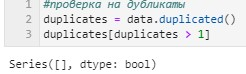 1 #проверка на дубликаты
2 duplicates = data.duplicated()
3 duplicates[duplicates > 1]
Series([], dtype: bool)